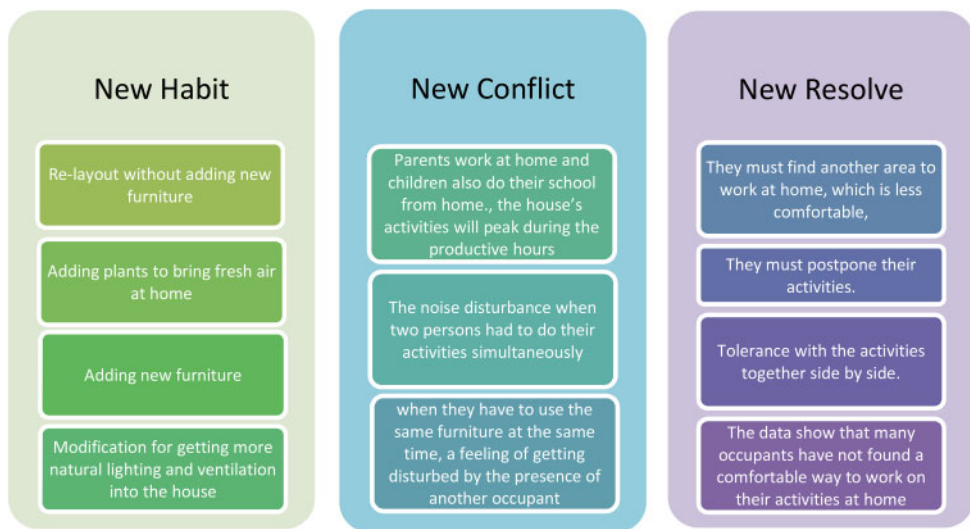 New Habit
Re-layout without adding new
furniture
Adding plants to bring fresh air
at home
Adding new furniture
Modification for getting more
natural lighting and ventilation
into the house
New Conflict
Parents work at home and
children also do their school
from home., the house's
activities will peak during the
productive hours
The noise disturbance when
two persons had to do their
activities simultaneously
when they have to use the
same furniture at the same
time, a feeling of getting
disturbed by the presence of
another occupant
New Resolve
They must find another area to
work at home, which is less
comfortable,
They must postpone their
activities.
Tolerance with the activities
together side by side.
The data show that many
occupants have not found a
comfortable way to work on
their activities at home